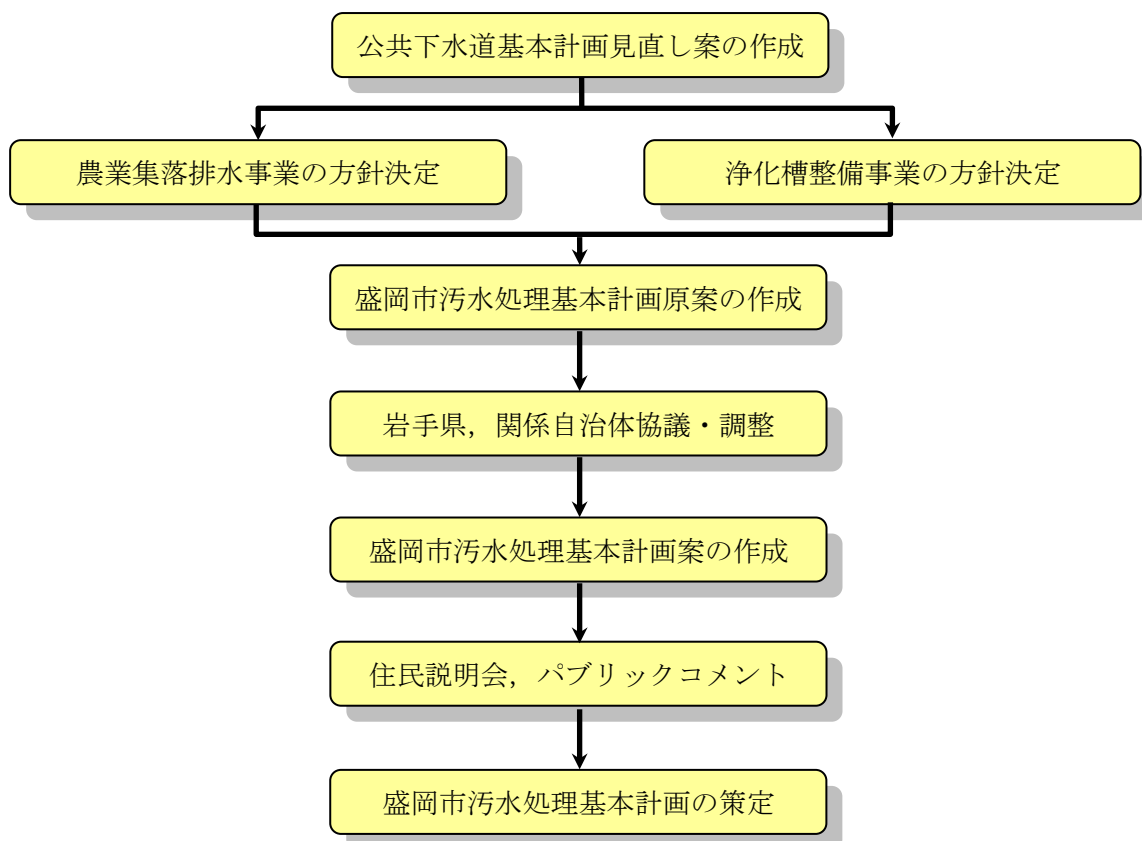 公共下水道基本計画見直し案の作成
農業集落排水事業の方針決定
浄化槽整備事業の方針決定
盛岡市汚水処理基本計画原案の作成
岩手県，関係自治体協議・調整
盛岡市汚水処理基本計画案の作成
住民説明会，パブリックコメント
盛岡市汚水処理基本計画の策定